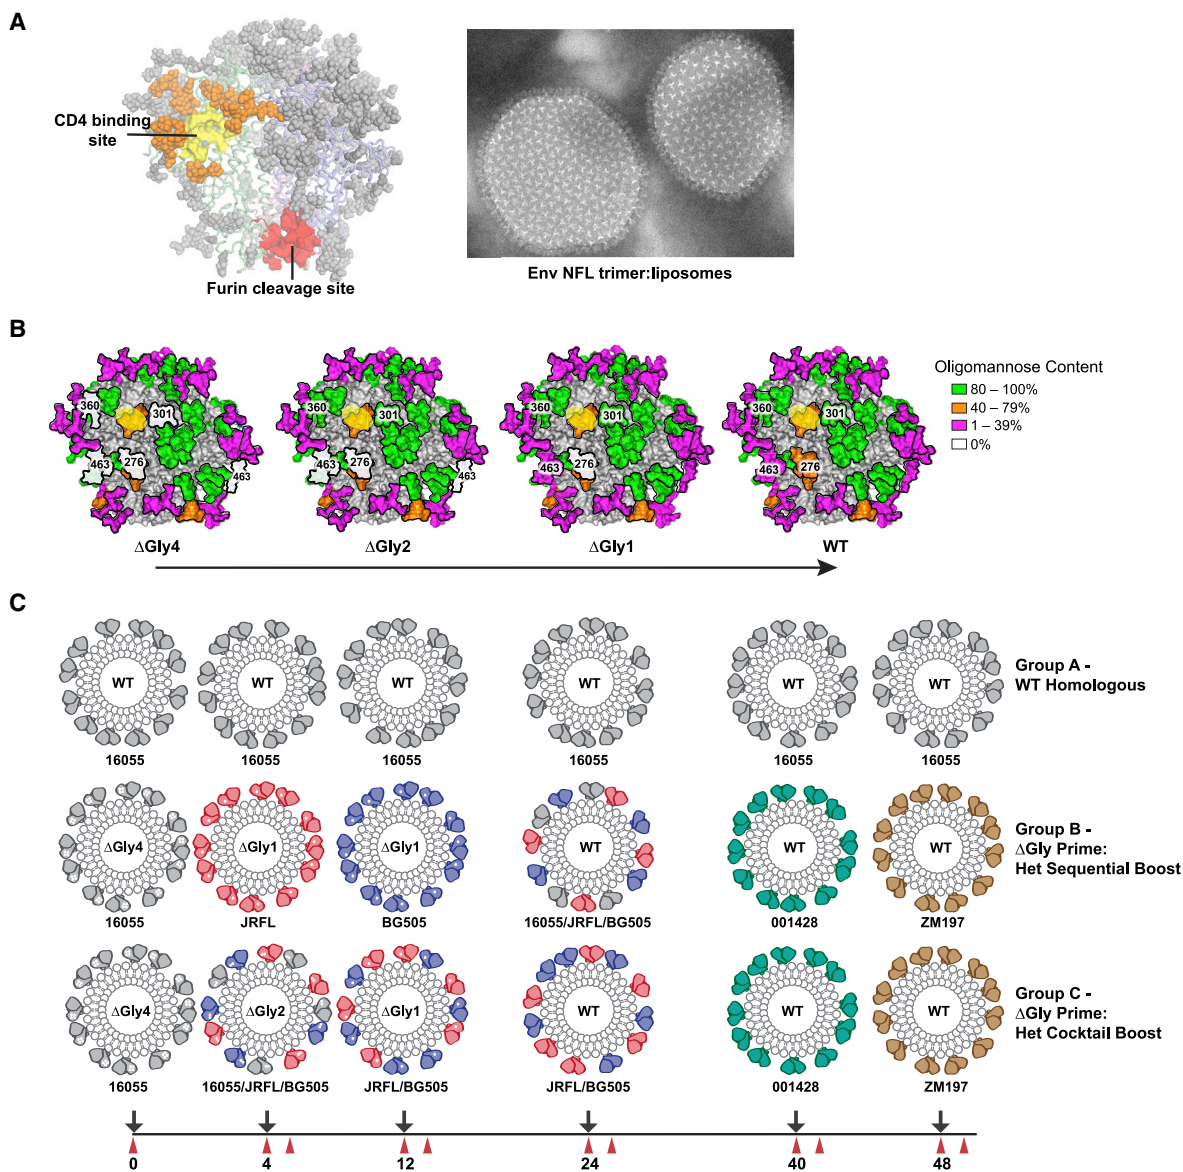 A
CD4 binding
site
Furin cleavage site
Env NFL trimer:liposomes
B
360
301
463
276
463
360
301
463
276
463
360
301
463
276
360
301
463
276
Oligomannose Content
80 – 100%
40 – 79%
1 – 39%
0%
ΔGly4
ΔGly2
ΔGly1
WT
C
WT
WT
WT
WT
WT
WT
Group A -
WT Homologous
16055
16055
16055
16055
16055
16055
ΔGly4
ΔGly1
ΔGly1
WT
WT
WT
Group B -
ΔGly Prime:
Het Sequential Boost
16055
JRFL
BG505
16055/JRFL/BG505
001428
ZM197
ΔGly4
ΔGly2
ΔGly1
WT
WT
WT
Group C -
ΔGly Prime:
Het Cocktail Boost
16055
16055/JRFL/BG505
JRFL/BG505
JRFL/BG505
001428
ZM197
0
4
12
24
40
48